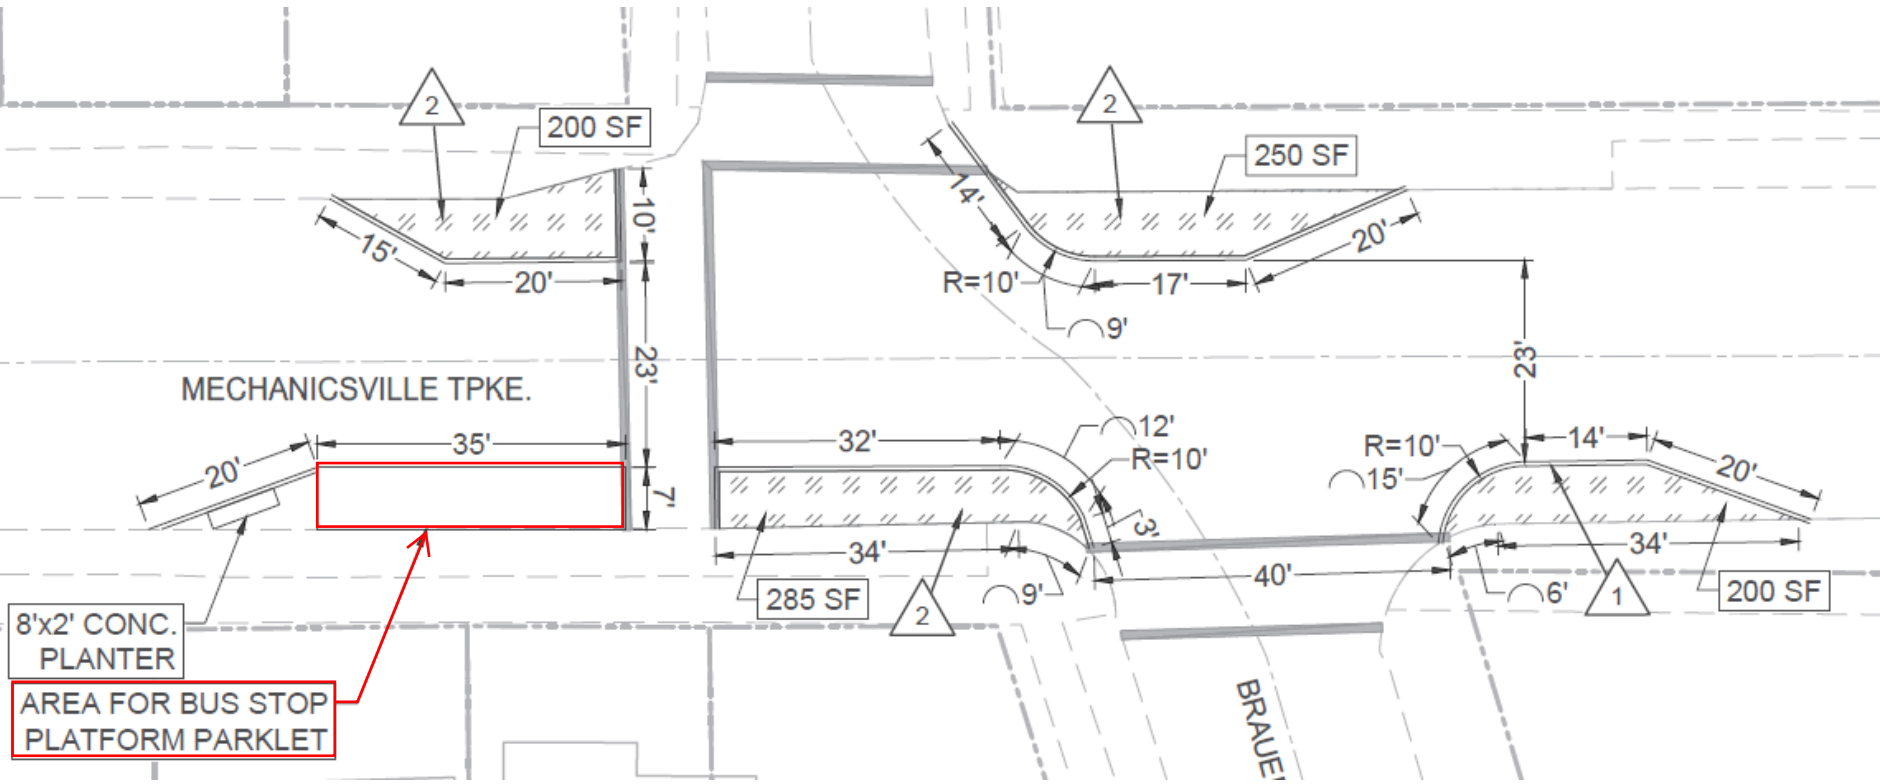 2
200 SF
2
250 SF
10'
14'
15'
20'
20'
R=10'
17'
9'
23'
23'
MECHANICSVILLE TPKE.
35'
20'
7'
32'
12'
R=10'
3'
R=10'
15'
14'
20'
34'
9'
40'
6'
34'
285 SF
2
1
200 SF
8'x2' CONC.
PLANTER
AREA FOR BUS STOP
PLATFORM PARKLET
BRAUE